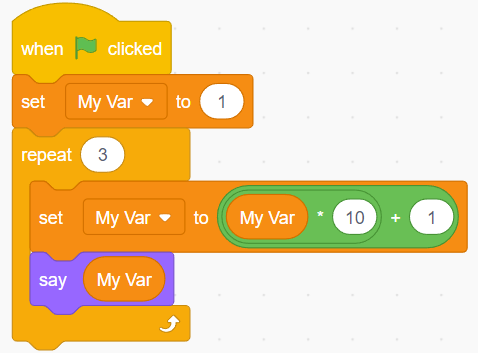 when clicked
set My Var to 1
repeat 3
set My Var to My Var * 10 + 1
say My Var